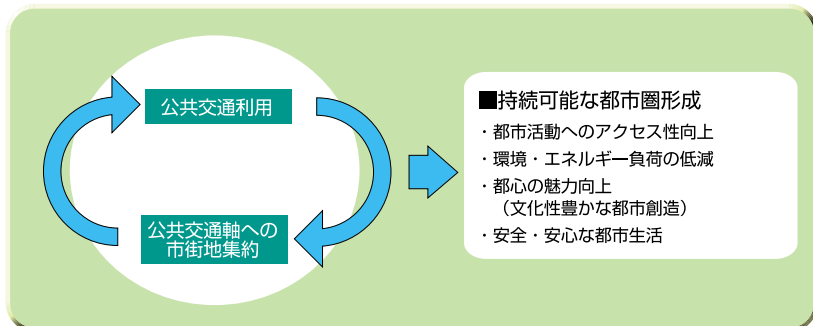 公共交通利用
公共交通軸への
市街地集約
■持続可能な都市圏形成
・都市活動へのアクセス性向上
・環境・エネルギー負荷の低減
・都心の魅力向上
（文化性豊かな都市創造）
・安全・安心な都市生活